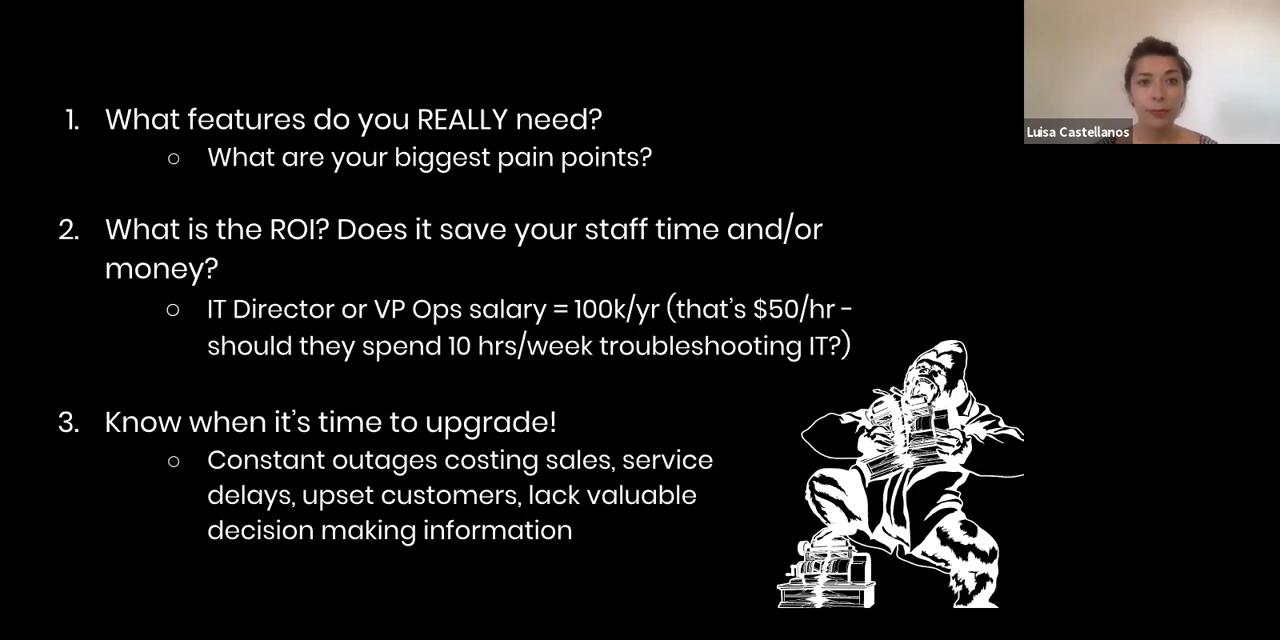 1. What features do you REALLY need?
○ What are your biggest pain points?
2. What is the ROI? Does it save your staff time and/or
money?
○ IT Director or VP Ops salary = 100k/yr (that's $50/hr -
should they spend 10 hrs/week troubleshooting IT?)
3. Know when it's time to upgrade!
○ Constant outages costing sales, service
delays, upset customers, lack valuable
decision making information
Luisa Castellanos